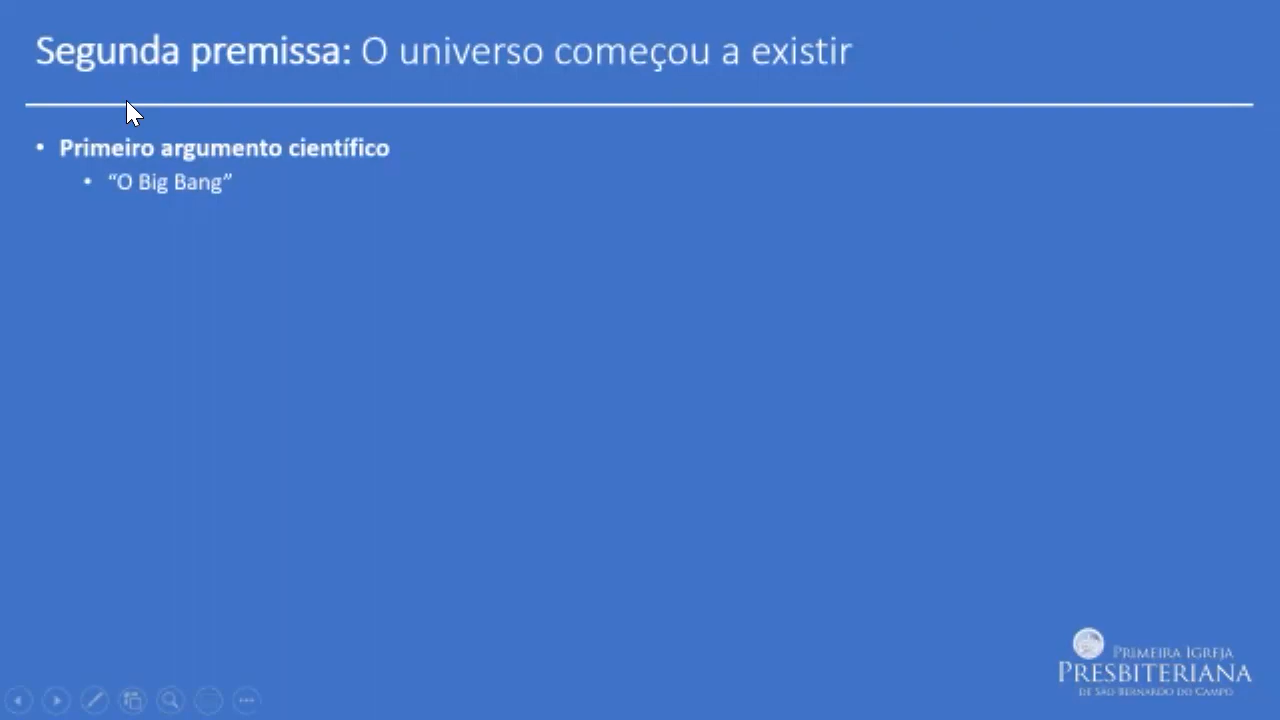 Segunda premissa: O universo começou a existir
• Primeiro argumento científico
• “O Big Bang”
PRIMEIRA IGREJA
PRESBITERIANA
DE SÃO BERNARDO DO CAMPO